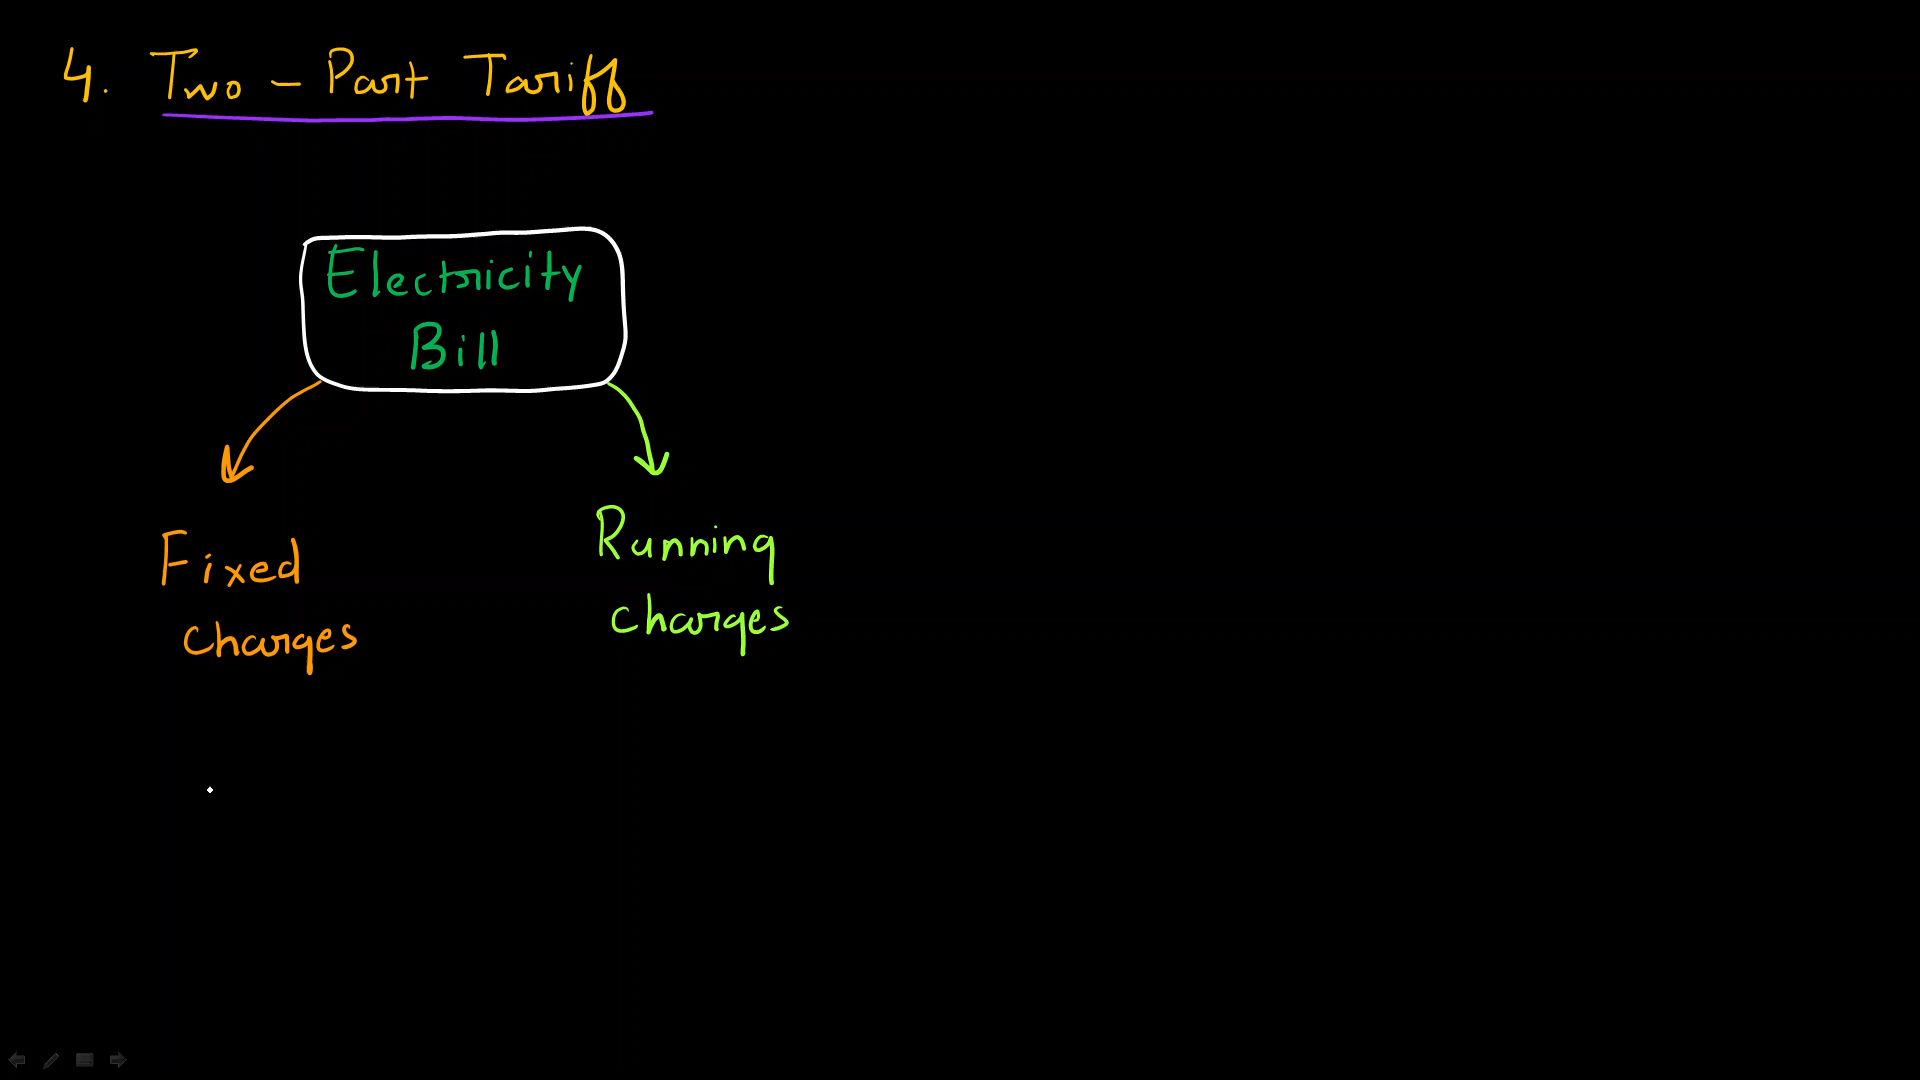 4. Two - Part Tariff
Electricity
Bill
Fixed
charges
Running
charges